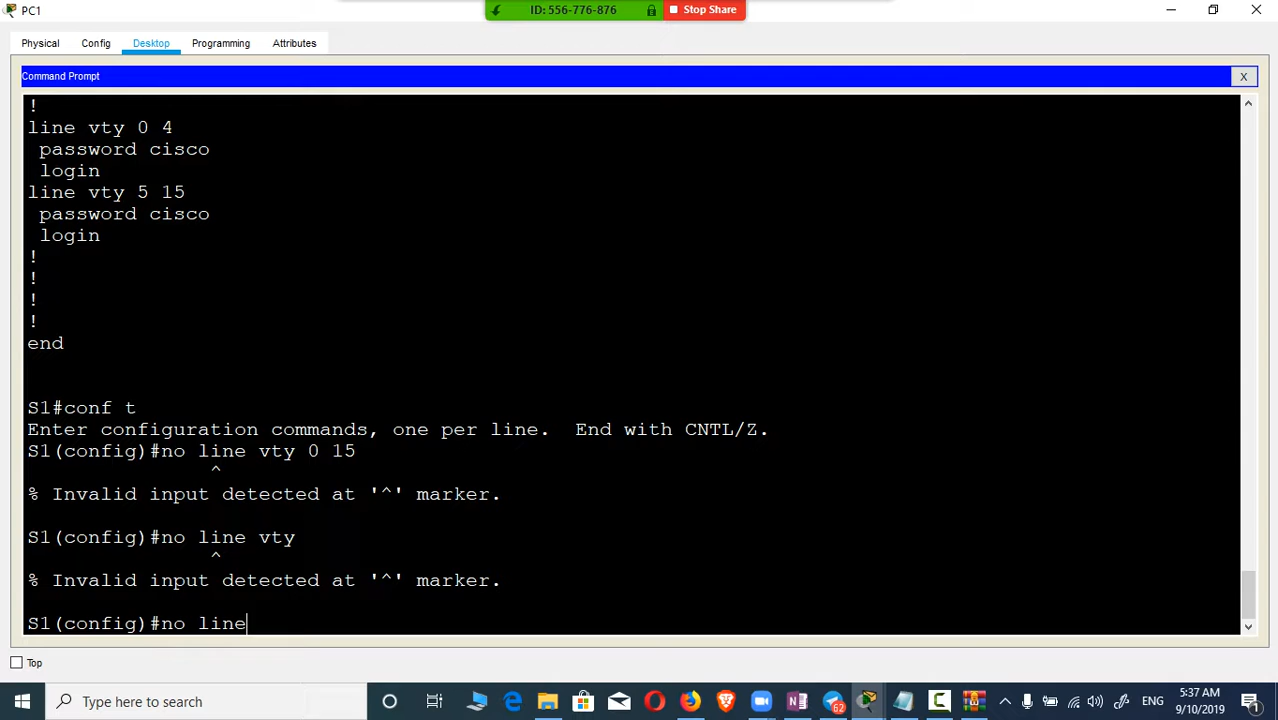 PC1
ID: 556-776-876
Stop Share
Physical
Config
Desktop
Programming
Attributes
Command Prompt
X
!
line vty 0 4
password cisco
login
line vty 5 15
password cisco
login
!
!
!
!
end
S1#conf t
Enter configuration commands, one per line. End with CNTL/Z.
S1(config)#no line vty 0 15
^
% Invalid input detected at '^' marker.
S1(config)#no line vty
^
% Invalid input detected at '^' marker.
S1(config)#no line
Top
Type here to search
62
ENG
5:37 AM
9/10/2019
1